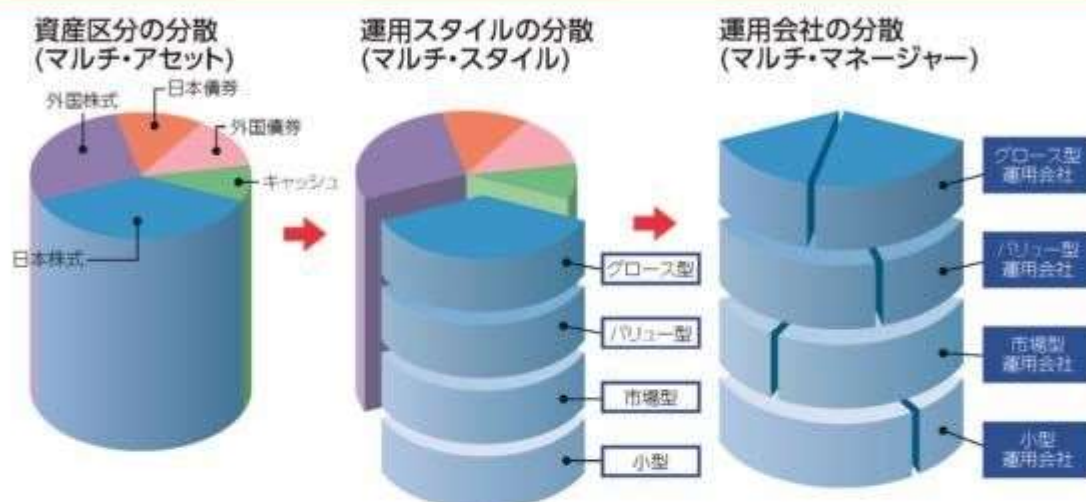 資産区分の分散
(マルチ・アセット)
日本債券
外国株式
外国債券
キャッシュ
日本株式
運用スタイルの分散
(マルチ・スタイル)
グロース型
バリュー型
市場型
小型
運用会社の分散
(マルチ・マネージャー)
グロース型
運用会社
バリュー型
運用会社
市場型
運用会社
小型
運用会社